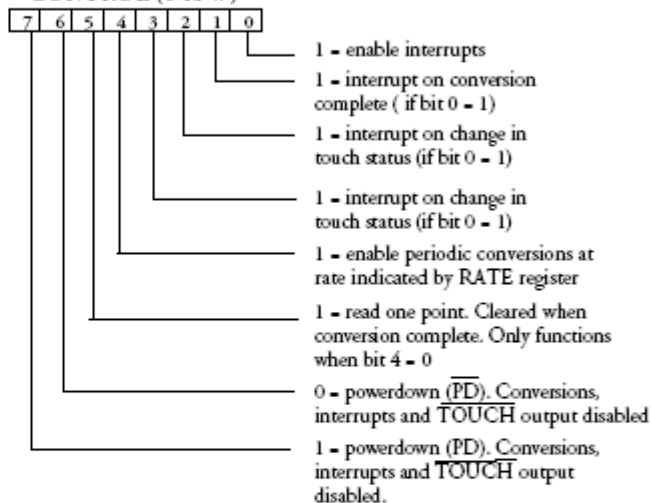 7 6 5 4 3 2 1 0
1 = enable interrupts
1 = interrupt on conversion
complete ( if bit 0 = 1)
1 = interrupt on change in
touch status (if bit 0 = 1)
1 = interrupt on change in
touch status (if bit 0 = 1)
1 = enable periodic conversions at
rate indicated by RATE register
1 = read one point. Cleared when
conversion complete. Only functions
when bit 4 = 0
0 = powerdown (PD). Conversions,
interrupts and TOUCH output disabled
1 = powerdown (PD). Conversions,
interrupts and TOUCH output
disabled.